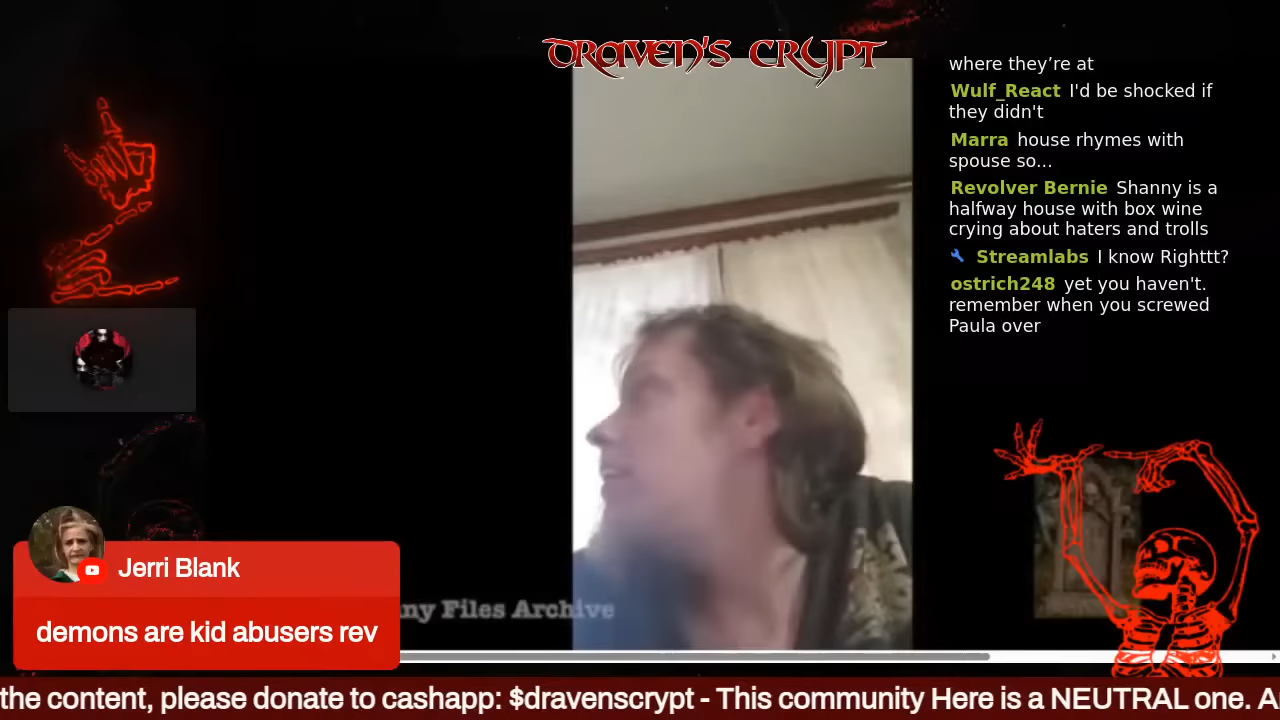 DRAVEN'S CRYPT
where they’re at
Wulf_React I'd be shocked if
they didn't
Marra house rhymes with
spouse so...
Revolver Bernie Shanny is a
halfway house with box wine
crying about haters and trolls
Streamlabs I know Righttt?
ostrich248 yet you haven't.
remember when you screwed
Paula over
Jerri Blank
demons are kid abusers rev
ny Files Archive
the content, please donate to cashapp: $dravenscrypt - This community Here is a NEUTRAL one. A